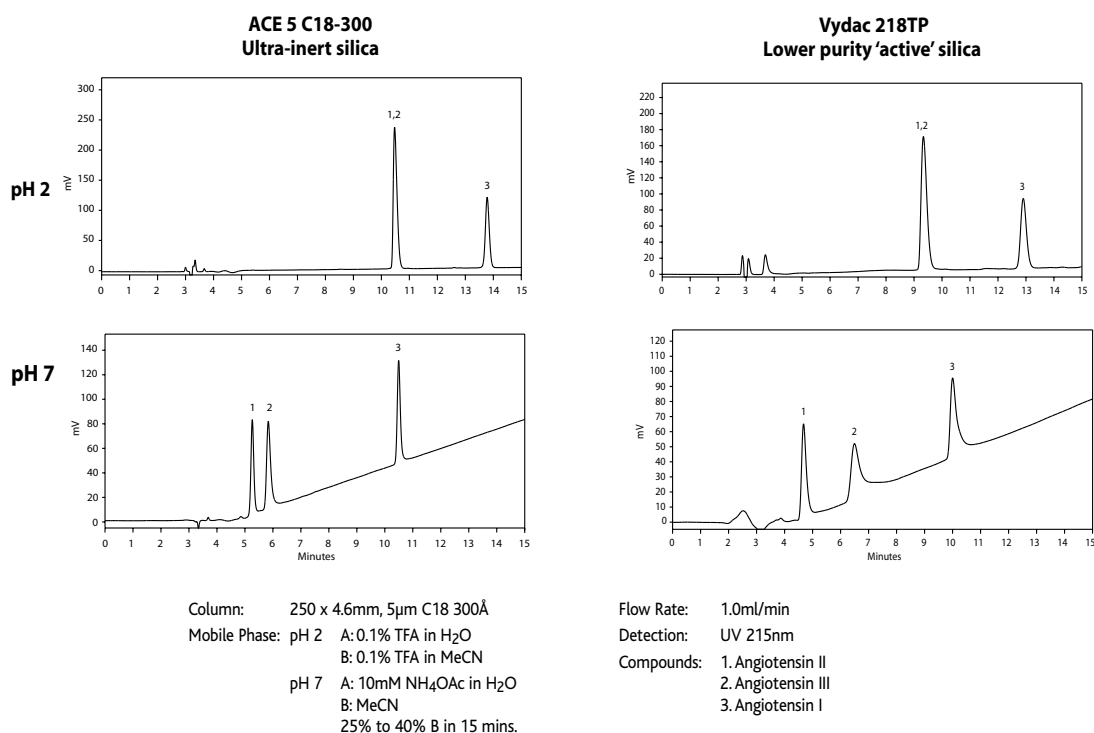 ACE 5 C18-300
Ultra-inert silica
Vydac 218TP
Lower purity ‘active’ silica
pH 2
mV
300
250
200
150
100
50
0
1,2
3
0 1 2 3 4 5 6 7 8 9 10 11 12 13 14 15
mV
220
200
180
160
140
120
100
80
60
40
20
0
1,2
3
0 1 2 3 4 5 6 7 8 9 10 11 12 13 14 15
pH 7
mV
140
120
100
80
60
40
20
0
1 2 3
0 1 2 3 4 5 6 7 8 9 10 11 12 13 14 15
Minutes
mV
120
110
100
90
80
70
60
50
40
30
20
10
0
1 2 3
0 1 2 3 4 5 6 7 8 9 10 11 12 13 14 15
Minutes
Column: 250 x 4.6mm, 5µm C18 300Å
Mobile Phase: pH 2 A: 0.1% TFA in H2O
B: 0.1% TFA in MeCN
pH 7 A: 10mM NH4OAc in H2O
B: MeCN
25% to 40% B in 15 mins.
Flow Rate: 1.0ml/min
Detection: UV 215nm
Compounds: 1. Angiotensin II
2. Angiotensin III
3. Angiotensin I